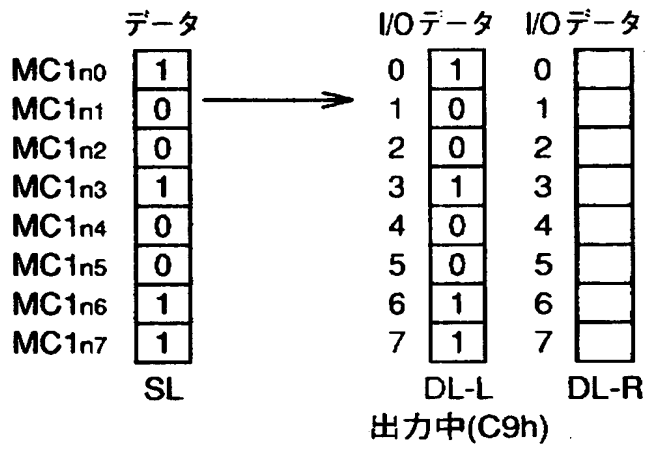 データ I/O データ I/O データ
MC1n0 1 0 1 0
MC1n1 0 1 0 1
MC1n2 0 2 0 2
MC1n3 1 3 1 3
MC1n4 0 4 0 4
MC1n5 0 5 0 5
MC1n6 1 6 1 6
MC1n7 1 7 1 7
SL DL-L DL-R
出力中(C9h)